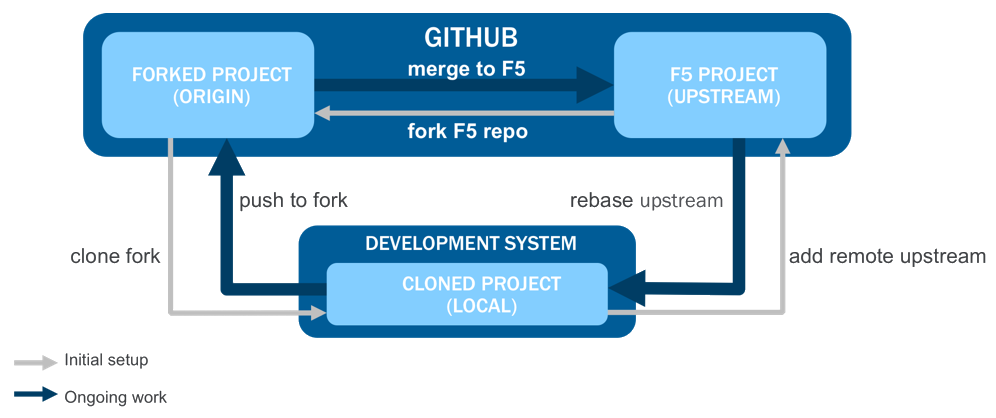 GITHUB
FORKED PROJECT
(ORIGIN)
merge to F5
F5 PROJECT
(UPSTREAM)
fork F5 repo
push to fork
rebase upstream
clone fork
DEVELOPMENT SYSTEM
add remote upstream
CLONED PROJECT
(LOCAL)
Initial setup
Ongoing work